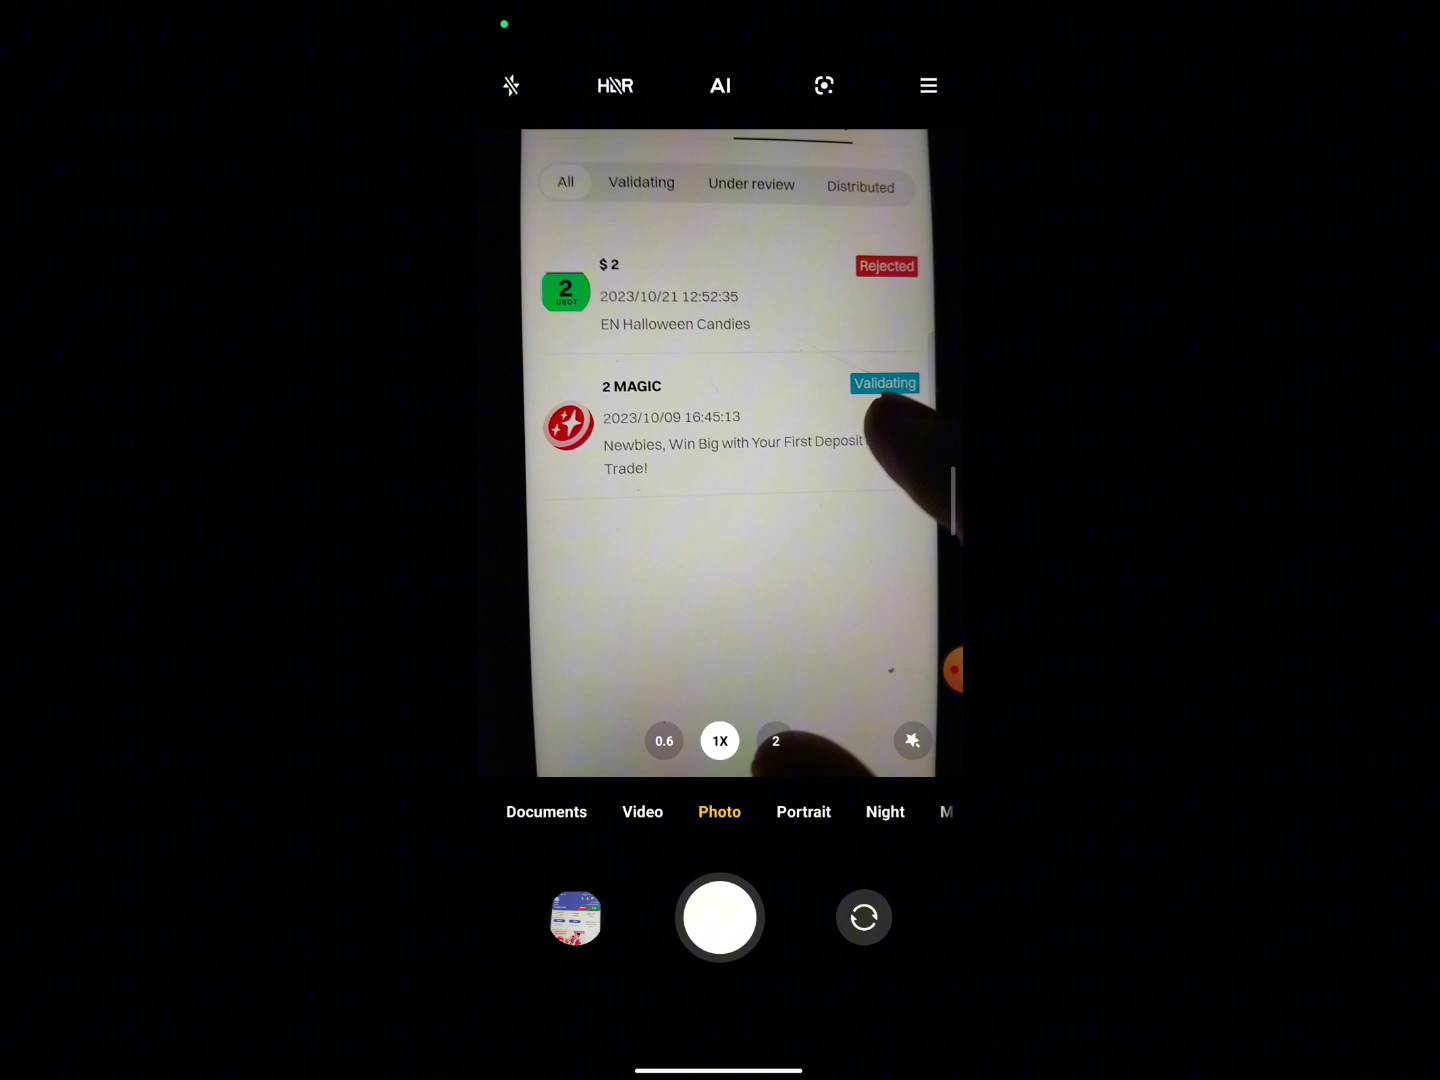 HDR
AI
All Validating Under review Distributed
$ 2
Rejected
2
USDT
2023/10/21 12:52:35
EN Halloween Candies
2 MAGIC
Validating
2023/10/09 16:45:13
Newbies, Win Big with Your First Deposit
Trade!
0.6 1X 2
Documents Video Photo Portrait Night M